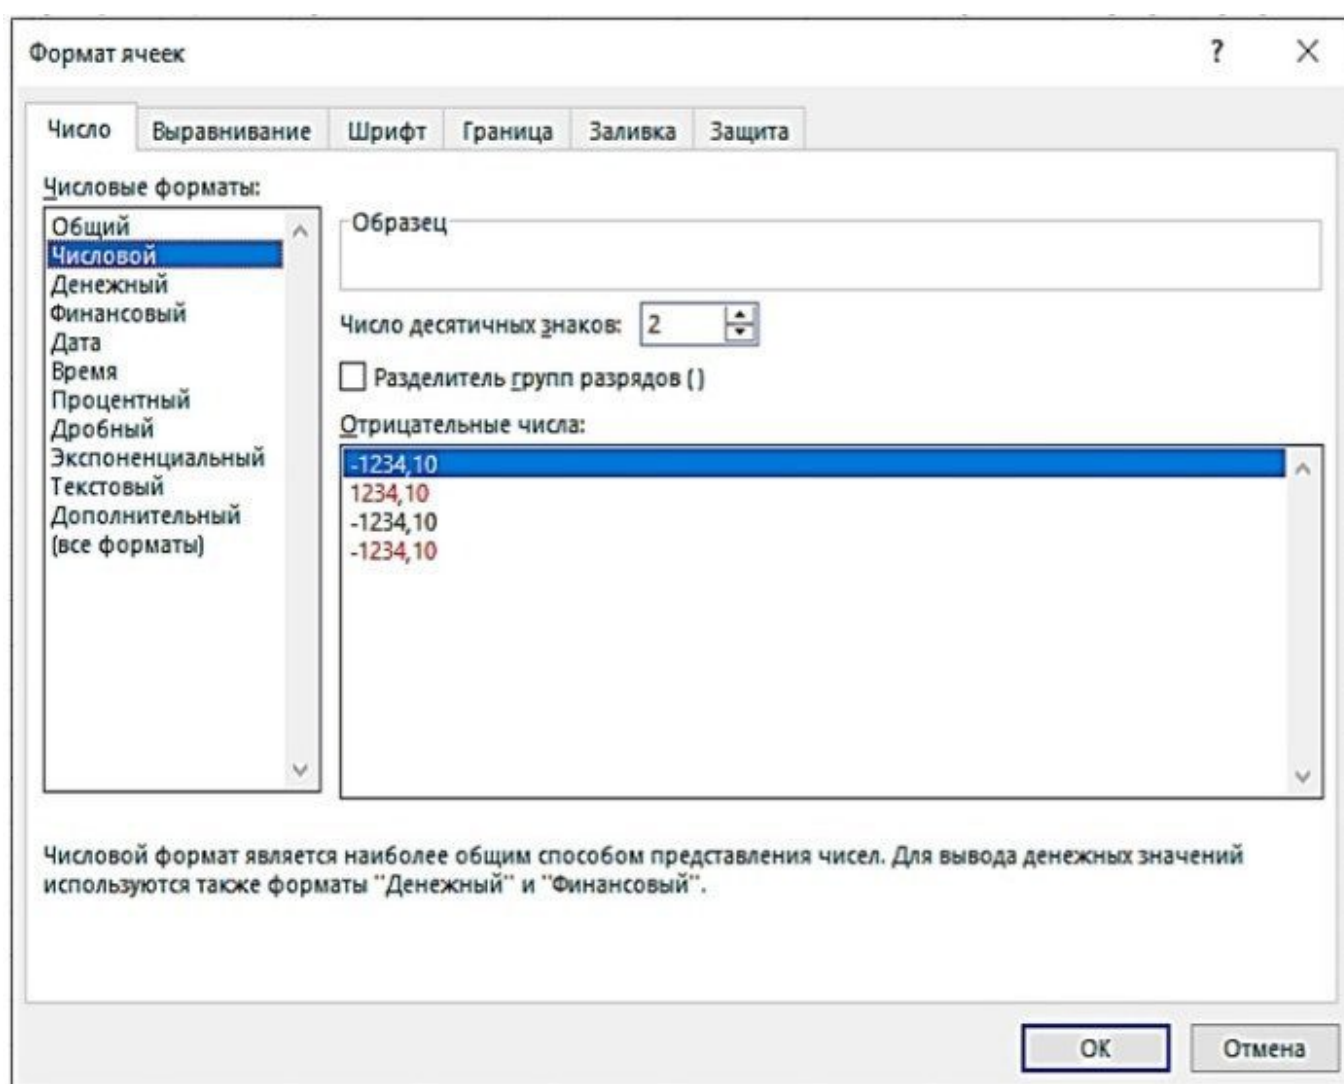 Формат ячеек
?
Число Выравнивание Шрифт Граница Заливка Защита
Числовые форматы:
Общий
Числовой
Денежный
Финансовый
Дата
Время
Процентный
Дробный
Экспоненциальный
Текстовый
Дополнительный
(все форматы)
Образец
Число десятичных знаков: 2
Разделитель групп разрядов ( )
Отрицательные числа:
-1234,10
1234,10
-1234,10
-1234,10
Числовой формат является наиболее общим способом представления чисел. Для вывода денежных значений
используются также форматы "Денежный" и "Финансовый".
ОК Отмена